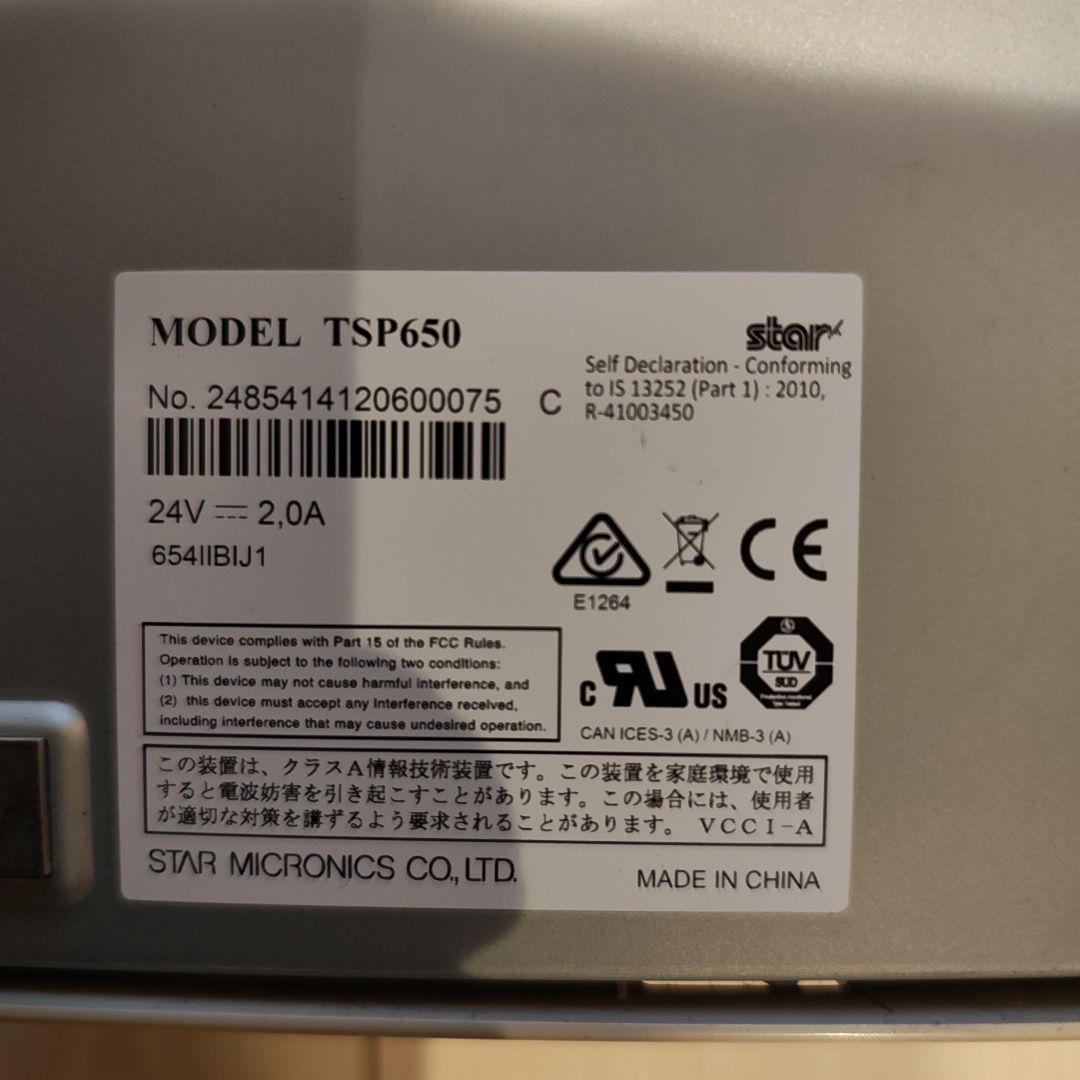 MODEL TSP650
star
Self Declaration - Conforming
to IS 13252 (Part 1) : 2010,
R-41003450
No. 2485414120600075 C
24V ⎓ 2,0A
654IIBIJ1
E1264
CE
This device complies with Part 15 of the FCC Rules.
Operation is subject to the following two conditions:
(1) This device may not cause harmful interference, and
(2) this device must accept any interference received,
including interference that may cause undesired operation.
c RU US
TÜV
SÜD
CAN ICES-3 (A) / NMB-3 (A)
この装置は、クラスA情報技術装置です。この装置を家庭環境で使用
すると電波妨害を引き起こすことがあります。この場合には、使用者
が適切な対策を講ずるよう要求されることがあります。 VCCI-A
STAR MICRONICS CO., LTD.
MADE IN CHINA